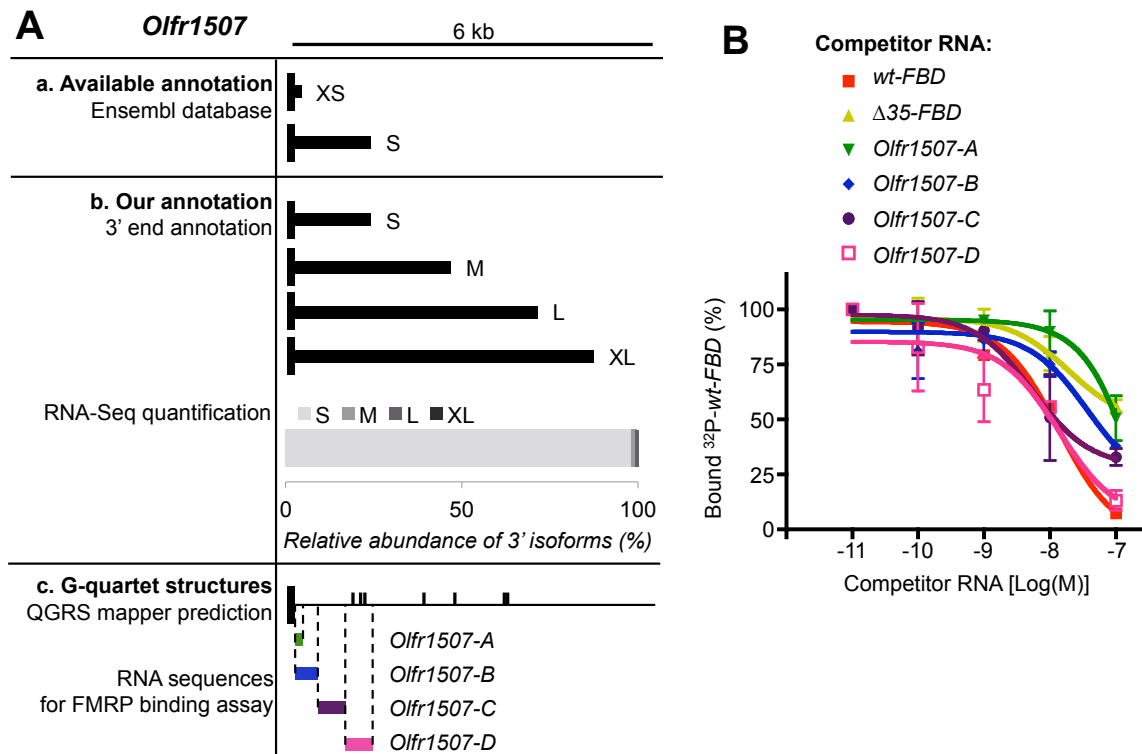 A
Olfr1507
6 kb
a. Available annotation
Ensembl database
XS
S
b. Our annotation
3' end annotation
S
M
L
XL
RNA-Seq quantification
S M L XL
0 50 100
Relative abundance of 3' isoforms (%)
c. G-quartet structures
QGRS mapper prediction
Olfr1507-A
RNA sequences
for FMRP binding assay
Olfr1507-B
Olfr1507-C
Olfr1507-D
B
Competitor RNA:
wt-FBD
Δ35-FBD
Olfr1507-A
Olfr1507-B
Olfr1507-C
Olfr1507-D
Bound ³²P-wt-FBD (%)
100
75
50
25
0
-11 -10 -9 -8 -7
Competitor RNA [Log(M)]